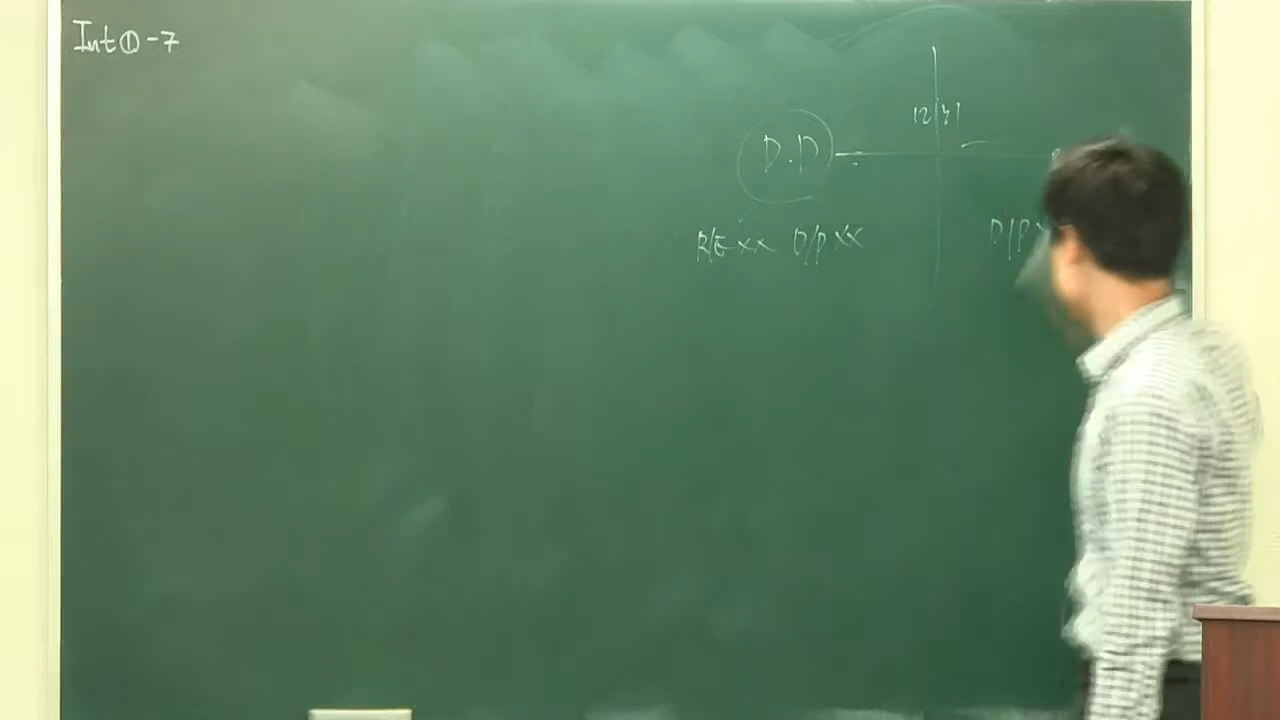 Int①-7
12/31
D.D
R/E xx D/P xx
D/P